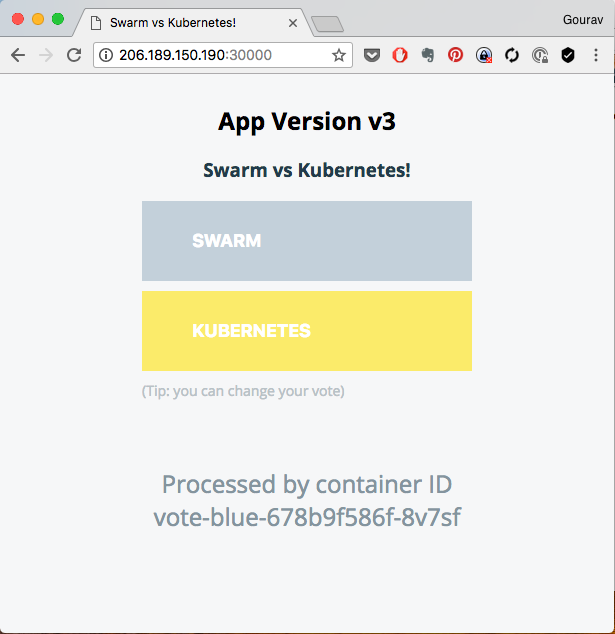 Swarm vs Kubernetes!
Gourav
206.189.150.190:30000
App Version v3
Swarm vs Kubernetes!
SWARM
KUBERNETES
(Tip: you can change your vote)
Processed by container ID
vote-blue-678b9f586f-8v7sf